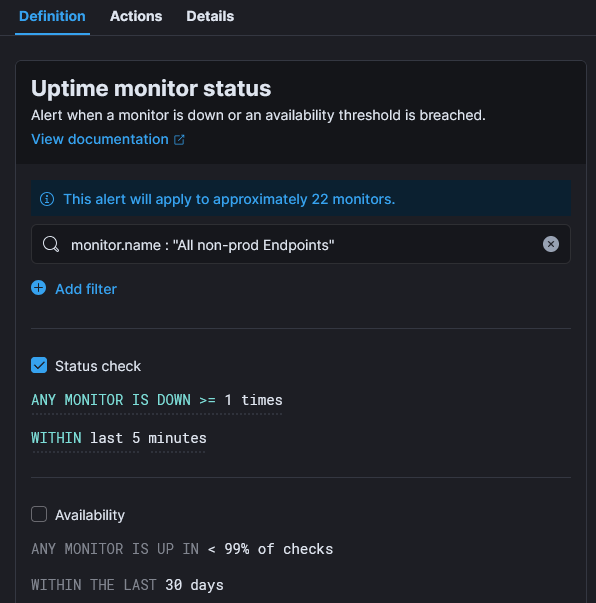 Definition Actions Details
Uptime monitor status
Alert when a monitor is down or an availability threshold is breached.
View documentation
This alert will apply to approximately 22 monitors.
monitor.name : "All non-prod Endpoints"
Add filter
Status check
ANY MONITOR IS DOWN >= 1 times
WITHIN last 5 minutes
Availability
ANY MONITOR IS UP IN < 99% of checks
WITHIN THE LAST 30 days